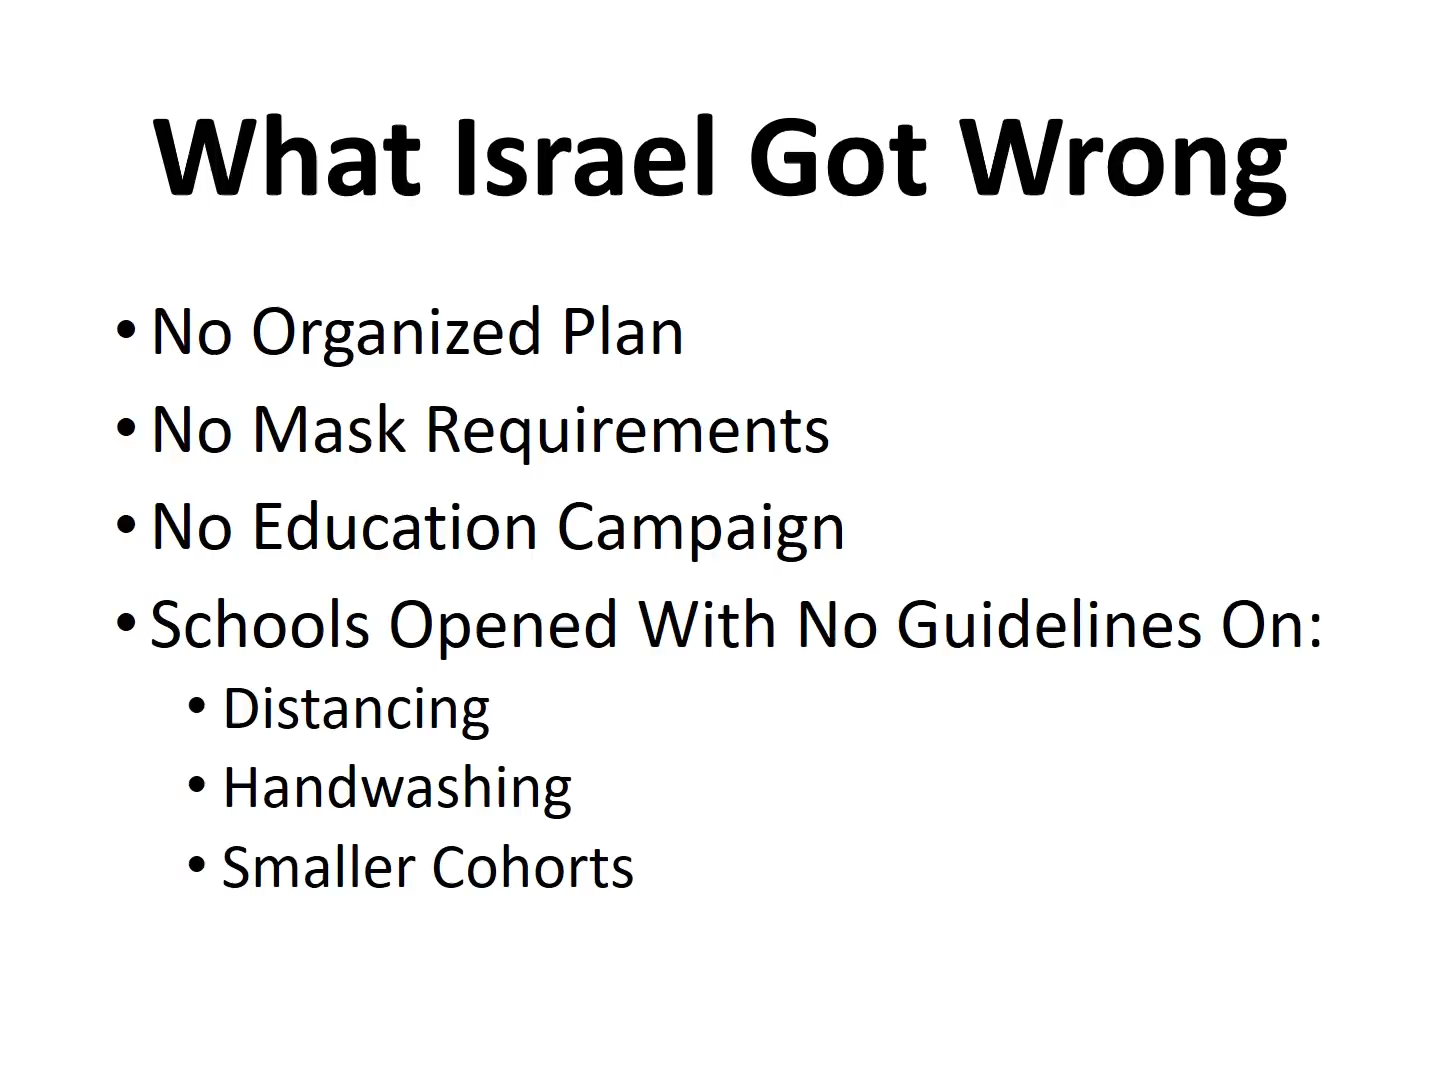 What Israel Got Wrong
• No Organized Plan
• No Mask Requirements
• No Education Campaign
• Schools Opened With No Guidelines On:
• Distancing
• Handwashing
• Smaller Cohorts